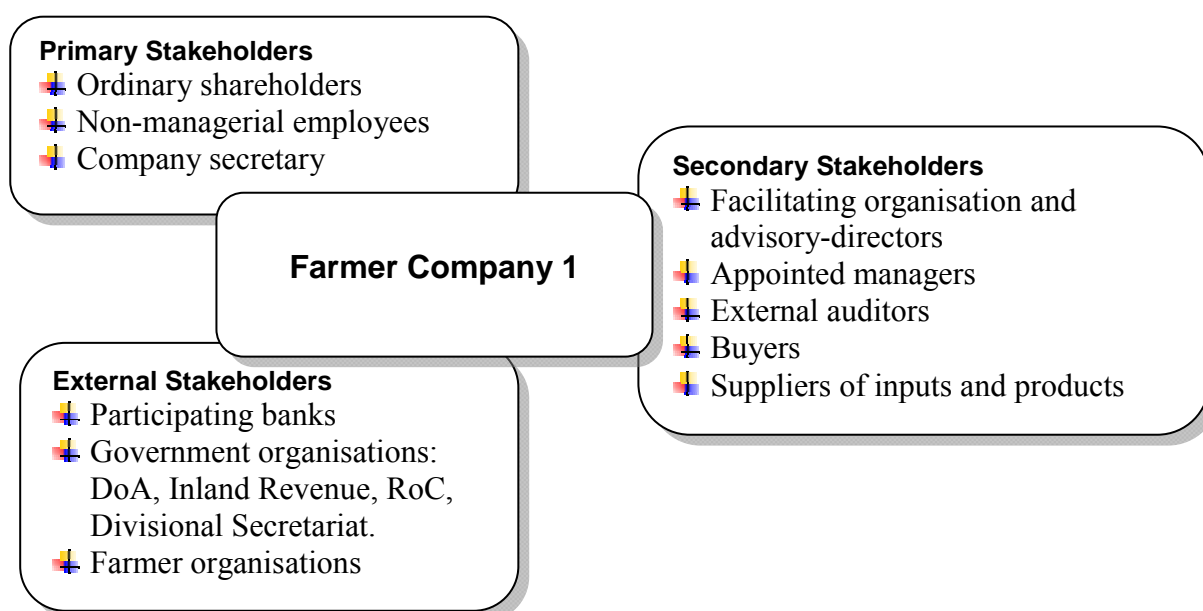 Primary Stakeholders
Ordinary shareholders
Non-managerial employees
Company secretary
Farmer Company 1
Secondary Stakeholders
Facilitating organisation and
advisory-directors
Appointed managers
External auditors
Buyers
Suppliers of inputs and products
External Stakeholders
Participating banks
Government organisations:
DoA, Inland Revenue, RoC,
Divisional Secretariat.
Farmer organisations